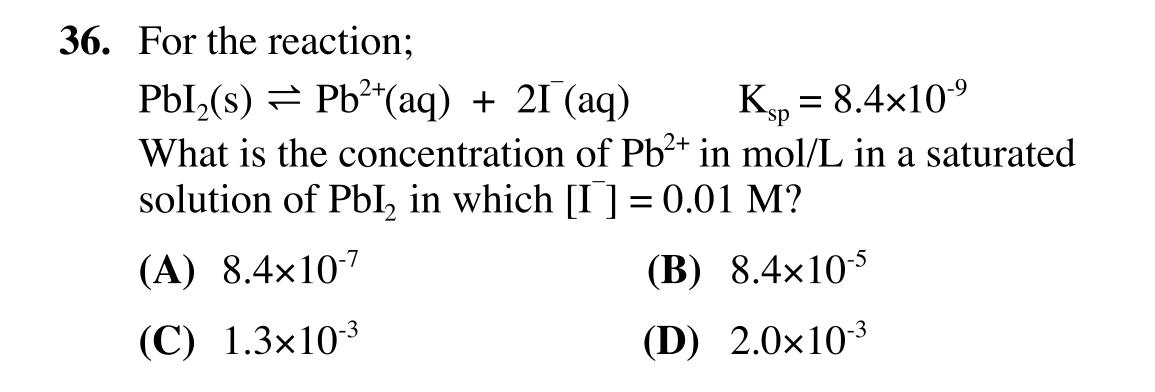 36. For the reaction;
PbI₂(s) ⇌ Pb²⁺(aq) + 2I⁻(aq) Kₛₚ = 8.4×10⁻⁹
What is the concentration of Pb²⁺ in mol/L in a saturated
solution of PbI₂ in which [I⁻] = 0.01 M?
(A) 8.4×10⁻⁷ (B) 8.4×10⁻⁵
(C) 1.3×10⁻³ (D) 2.0×10⁻³